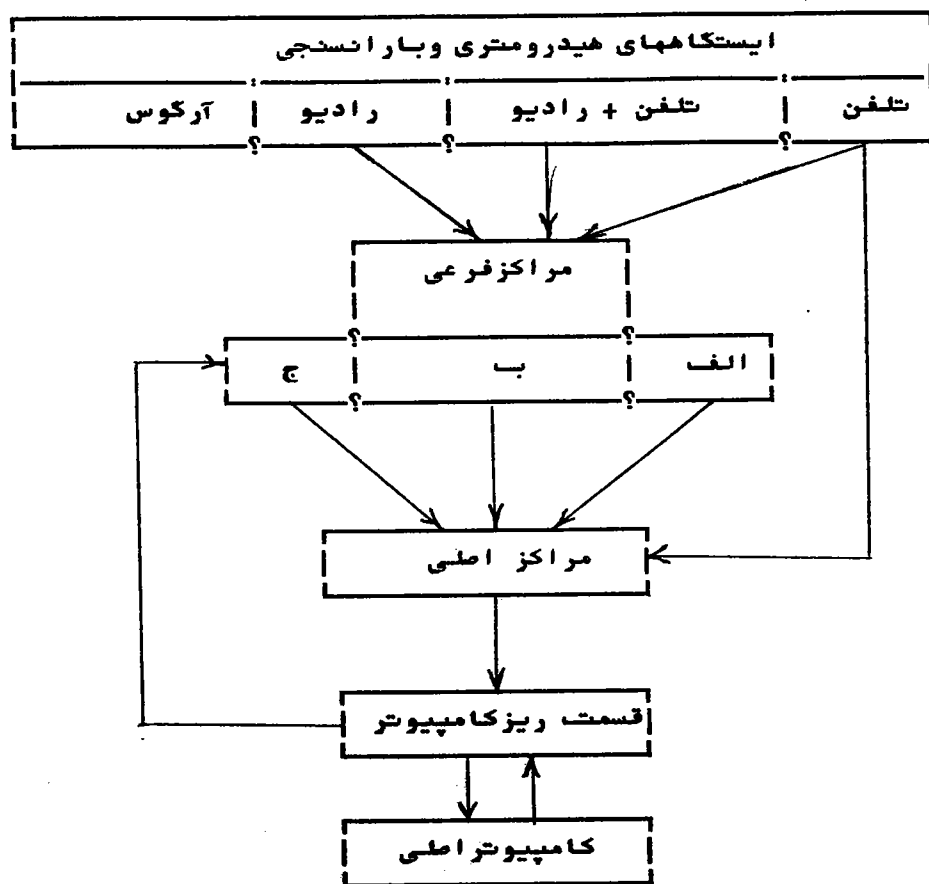 ایستگاههای هیدرومتری وبارانسنجی
تلفن
تلفن + رادیو
رادیو
آرگوس
مراکزفرعی
الف
ب
ج
مراکز اصلی
قسمت ریزکامپیوتر
کامپیوتراصلی